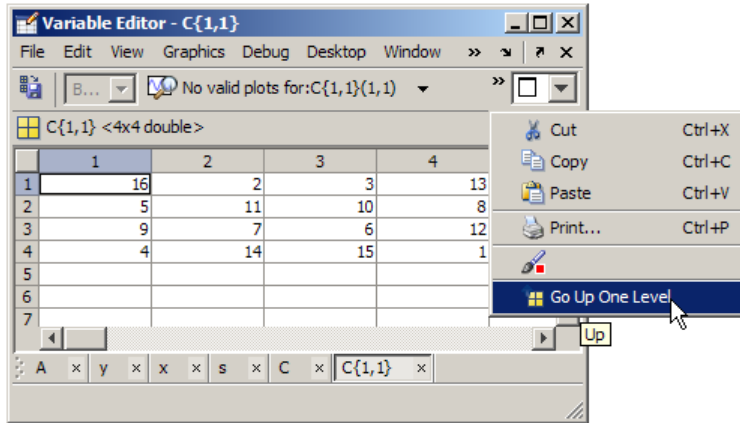 Variable Editor - C{1,1}
File Edit View Graphics Debug Desktop Window »
B... No valid plots for:C{1,1}(1,1) »
C{1,1} <4x4 double>
Cut Ctrl+X
Copy Ctrl+C
Paste Ctrl+V
Print... Ctrl+P
Go Up One Level
Up
1 2 3 4
1 16 2 3 13
2 5 11 10 8
3 9 7 6 12
4 4 14 15 1
5
6
7
A × y × x × s × C × C{1,1} ×